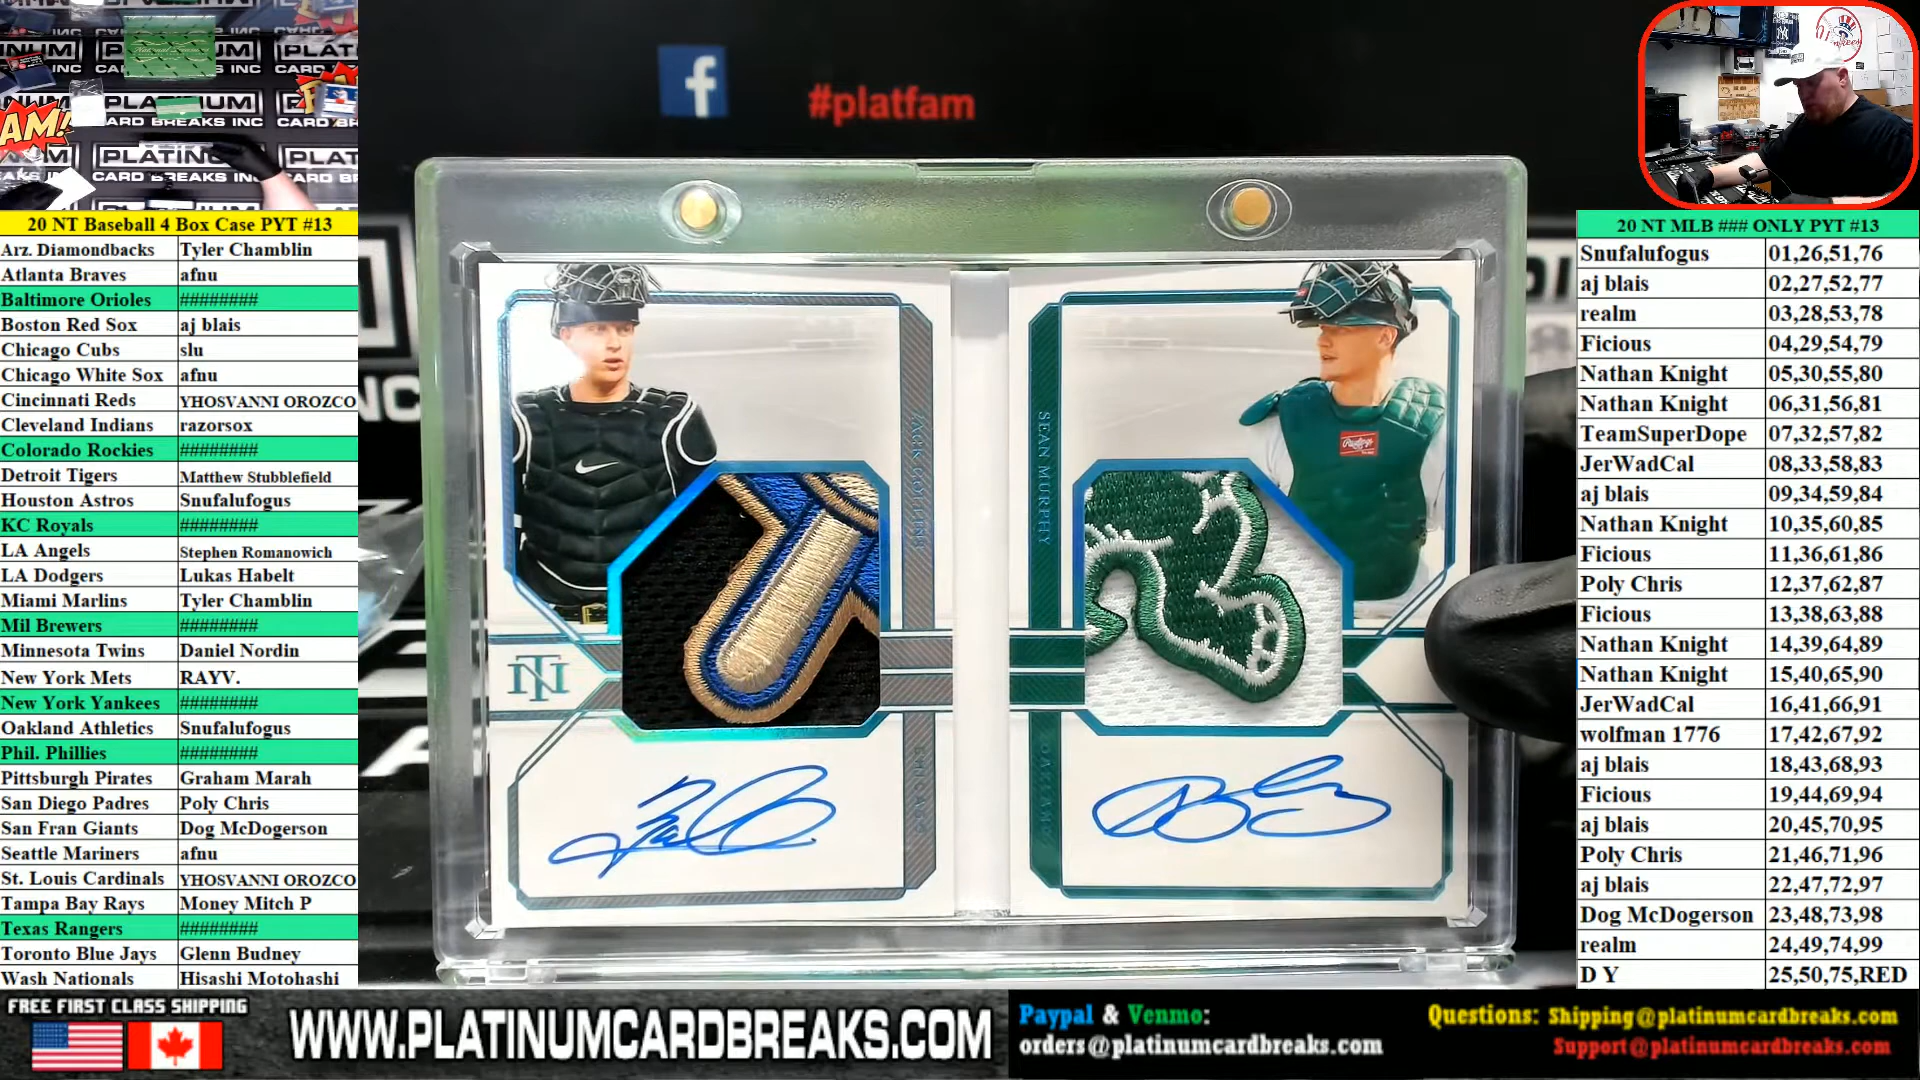 #platfam
PLATINUM
CARD BREAKS INC
20 NT Baseball 4 Box Case PYT #13
Arz. Diamondbacks Tyler Chamblin
Atlanta Braves afnu
Baltimore Orioles ########
Boston Red Sox aj blais
Chicago Cubs slu
Chicago White Sox afnu
Cincinnati Reds YHOSVANNI OROZCO
Cleveland Indians razorsox
Colorado Rockies ########
Detroit Tigers Matthew Stubblefield
Houston Astros Snufalufogus
KC Royals ########
LA Angels Stephen Romanowich
LA Dodgers Lukas Habelt
Miami Marlins Tyler Chamblin
Mil Brewers ########
Minnesota Twins Daniel Nordin
New York Mets RAYV.
New York Yankees ########
Oakland Athletics Snufalufogus
Phil. Phillies ########
Pittsburgh Pirates Graham Marah
San Diego Padres Poly Chris
San Fran Giants Dog McDogerson
Seattle Mariners afnu
St. Louis Cardinals YHOSVANNI OROZCO
Tampa Bay Rays Money Mitch P
Texas Rangers ########
Toronto Blue Jays Glenn Budney
Wash Nationals Hisashi Motohashi
ZACK COLLINS
CHICAGO
SEAN MURPHY
OAKLAND
Rawlings
NT
20 NT MLB ### ONLY PYT #13
Snufalufogus 01,26,51,76
aj blais 02,27,52,77
realm 03,28,53,78
Ficious 04,29,54,79
Nathan Knight 05,30,55,80
Nathan Knight 06,31,56,81
TeamSuperDope 07,32,57,82
JerWadCal 08,33,58,83
aj blais 09,34,59,84
Nathan Knight 10,35,60,85
Ficious 11,36,61,86
Poly Chris 12,37,62,87
Ficious 13,38,63,88
Nathan Knight 14,39,64,89
Nathan Knight 15,40,65,90
JerWadCal 16,41,66,91
wolfman 1776 17,42,67,92
aj blais 18,43,68,93
Ficious 19,44,69,94
aj blais 20,45,70,95
Poly Chris 21,46,71,96
aj blais 22,47,72,97
Dog McDogerson 23,48,73,98
realm 24,49,74,99
D Y 25,50,75,RED
FREE FIRST CLASS SHIPPING
WWW.PLATINUMCARDBREAKS.COM
Paypal & Venmo:
orders@platinumcardbreaks.com
Questions: Shipping@platinumcardbreaks.com
Support@platinumcardbreaks.com